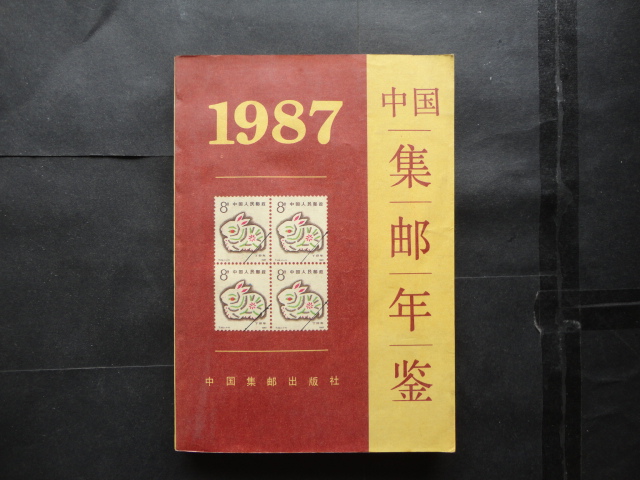 1987
中国
集
邮
年
鉴
8分 中国人民邮政
8分 中国人民邮政
8分 中国人民邮政
8分 中国人民邮政
中国集邮出版社